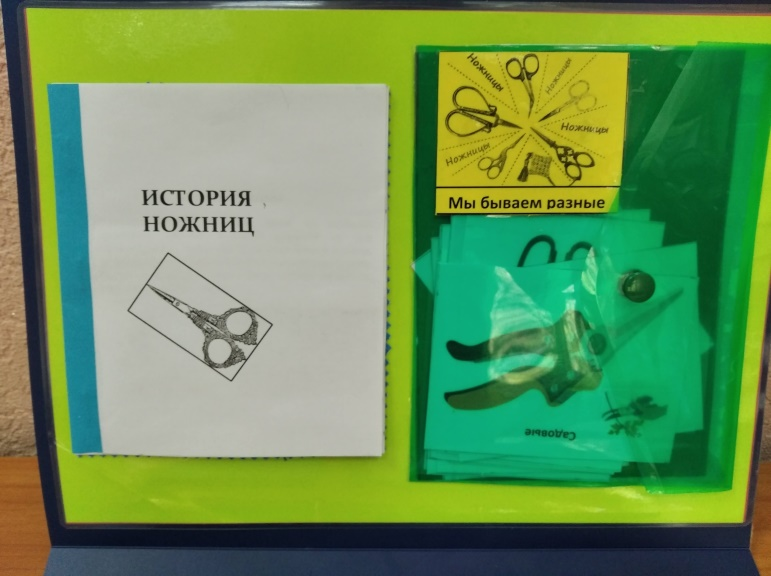 ИСТОРИЯ
НОЖНИЦ
Ножницы
Ножницы
Ножницы
Ножницы
Мы бываем разные
Садовые